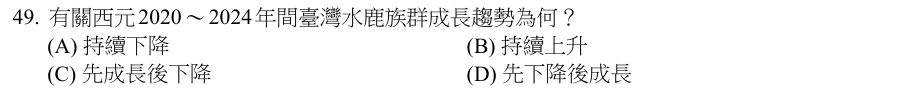 49. 有關西元2020～2024年間臺灣水鹿族群成長趨勢為何？
(A) 持續下降 (B) 持續上升
(C) 先成長後下降 (D) 先下降後成長